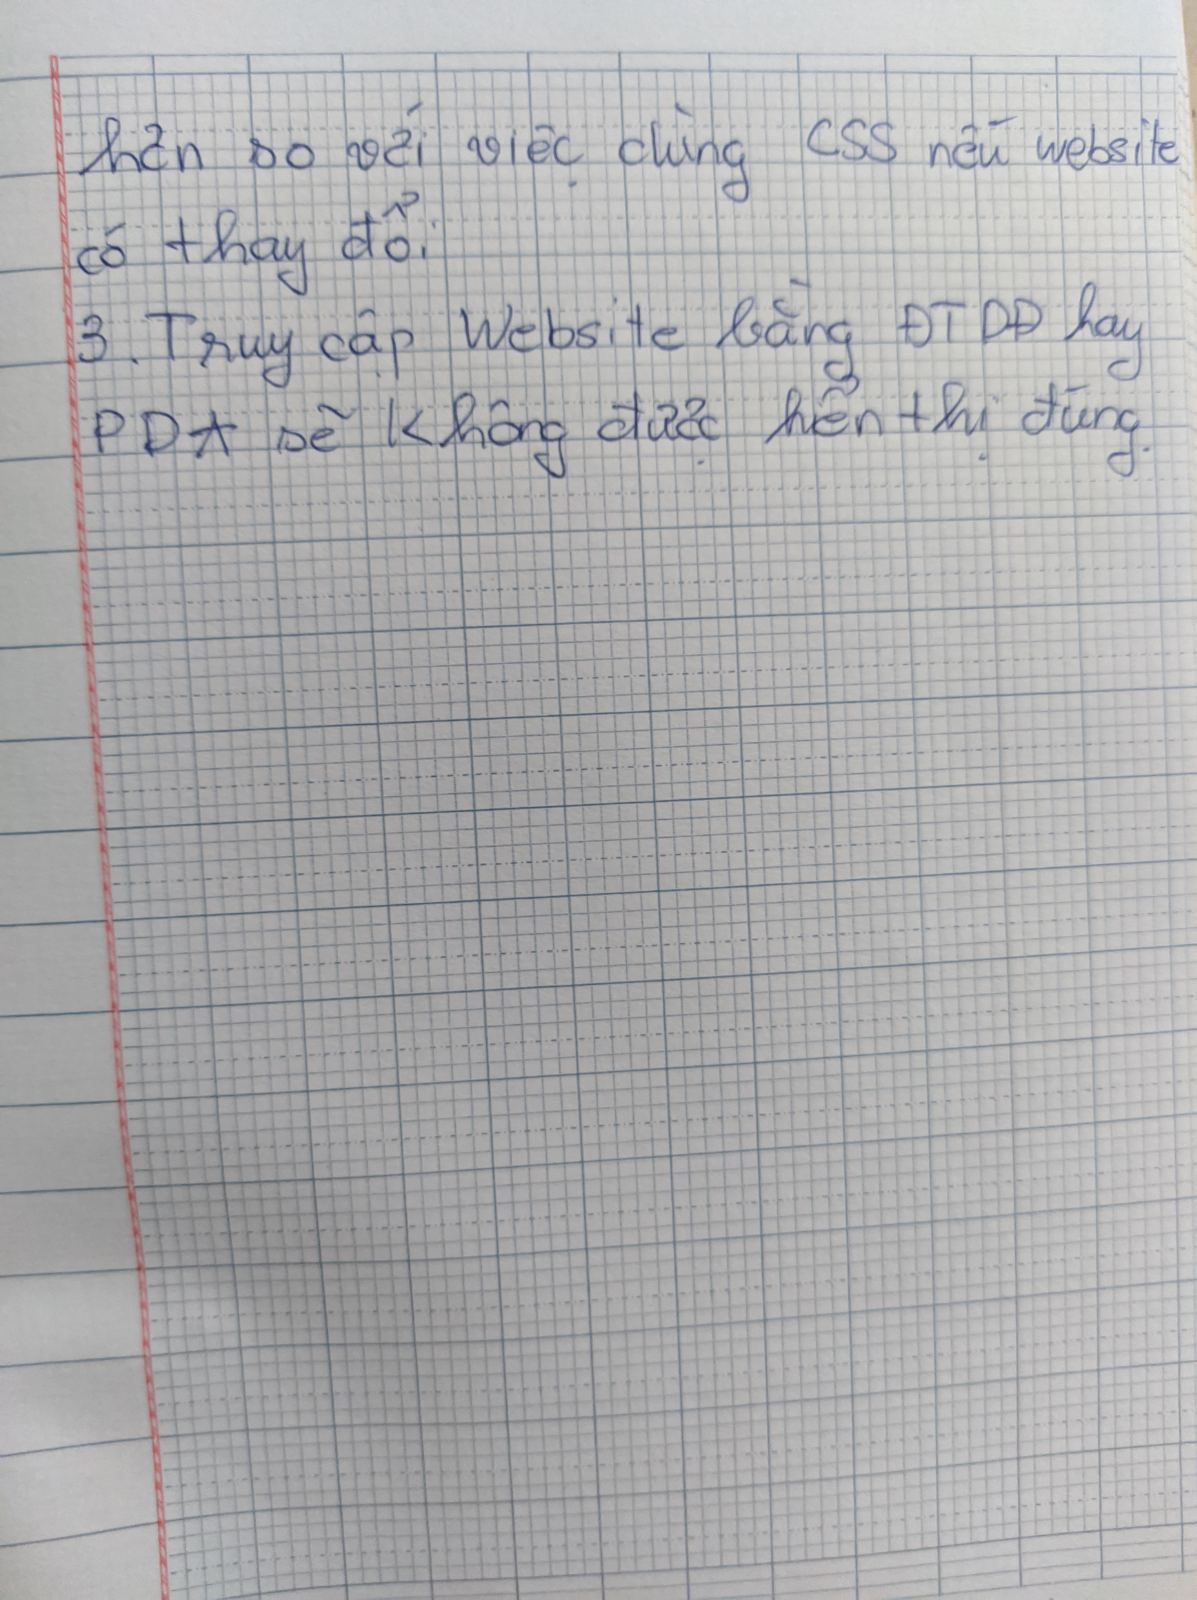 hơn so với việc dùng CSS nếu website
có thay đổi.
3. Truy cập Website bằng ĐTDĐ hay
PDA sẽ không được hiển thị đúng.